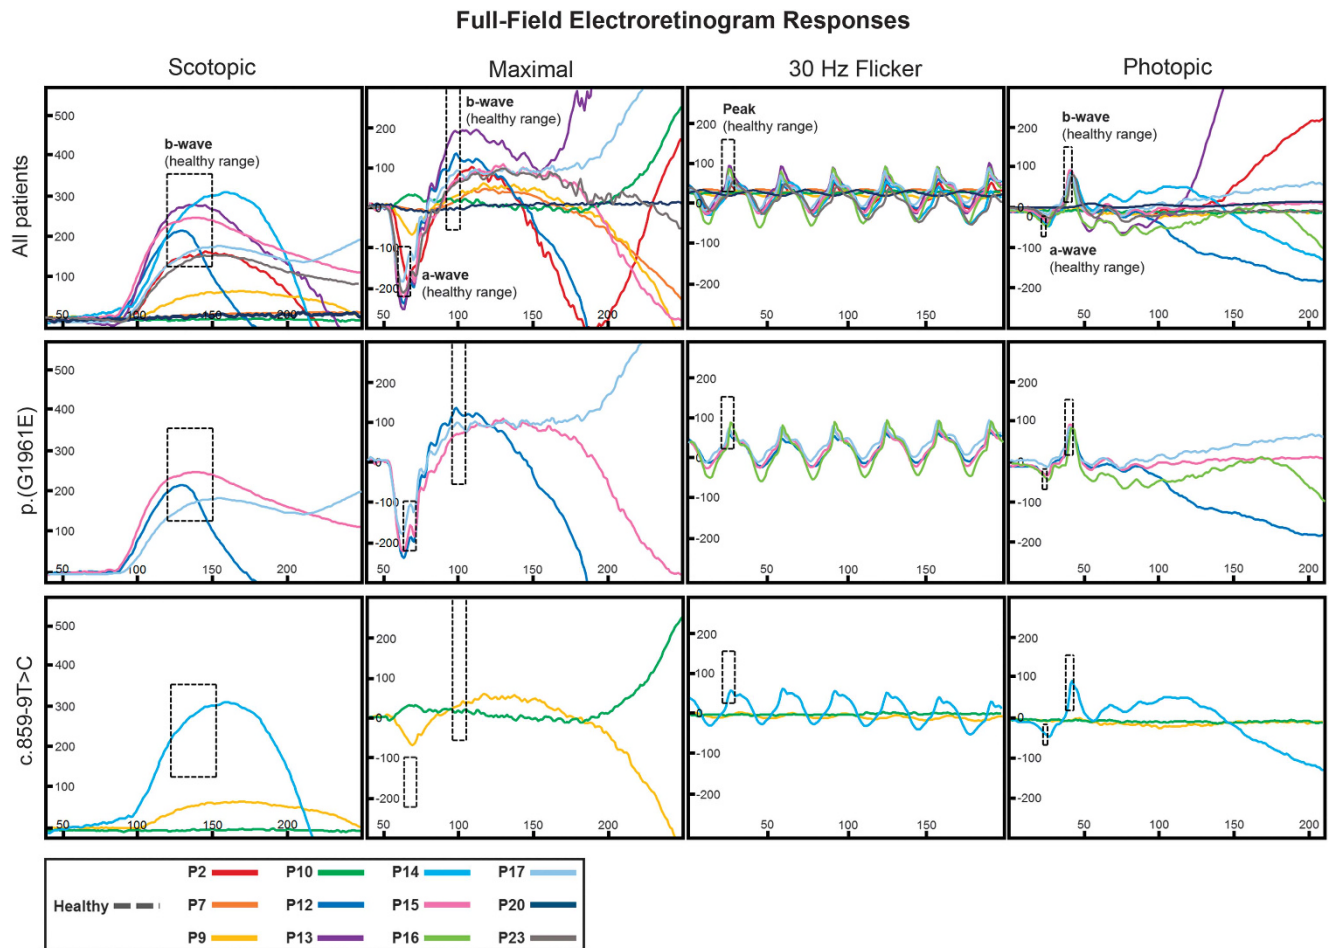 Full-Field Electroretinogram Responses
Scotopic Maximal 30 Hz Flicker Photopic
All patients
500
400
300
200
100
50 100 150 200
b-wave
(healthy range)
200
100
0
-100
-200
50 100 150 200
b-wave
(healthy range)
a-wave
(healthy range)
200
100
0
-100
-200
50 100 150
Peak
(healthy range)
200
100
0
-100
-200
50 100 150 200
b-wave
(healthy range)
a-wave
(healthy range)
p.(G1961E)
500
400
300
200
100
50 100 150 200
200
100
0
-100
-200
50 100 150 200
200
100
0
-100
-200
50 100 150
200
100
0
-100
-200
50 100 150 200
c.859-9T>C
500
400
300
200
100
50 100 150 200
200
100
0
-100
-200
50 100 150 200
200
100
0
-100
-200
50 100 150
200
100
0
-100
-200
50 100 150 200
Healthy
P2 P10 P14 P17
P7 P12 P15 P20
P9 P13 P16 P23